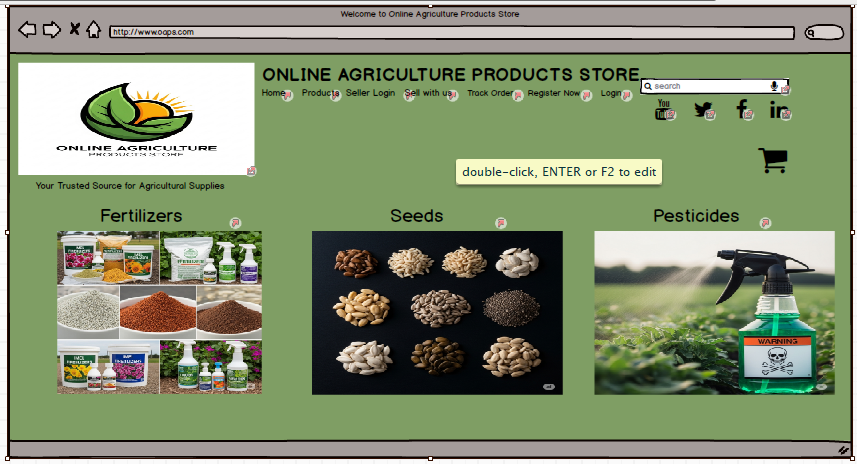 Welcome to Online Agriculture Products Store
http://www.oaps.com
ONLINE AGRICULTURE PRODUCTS STORE
Home Products Seller Login Sell with us Track Order Register Now Login
search
You Tube
ONLINE AGRICULTURE
PRODUCTS STORE
double-click, ENTER or F2 to edit
Your Trusted Source for Agricultural Supplies
Fertilizers Seeds Pesticides
WARNING